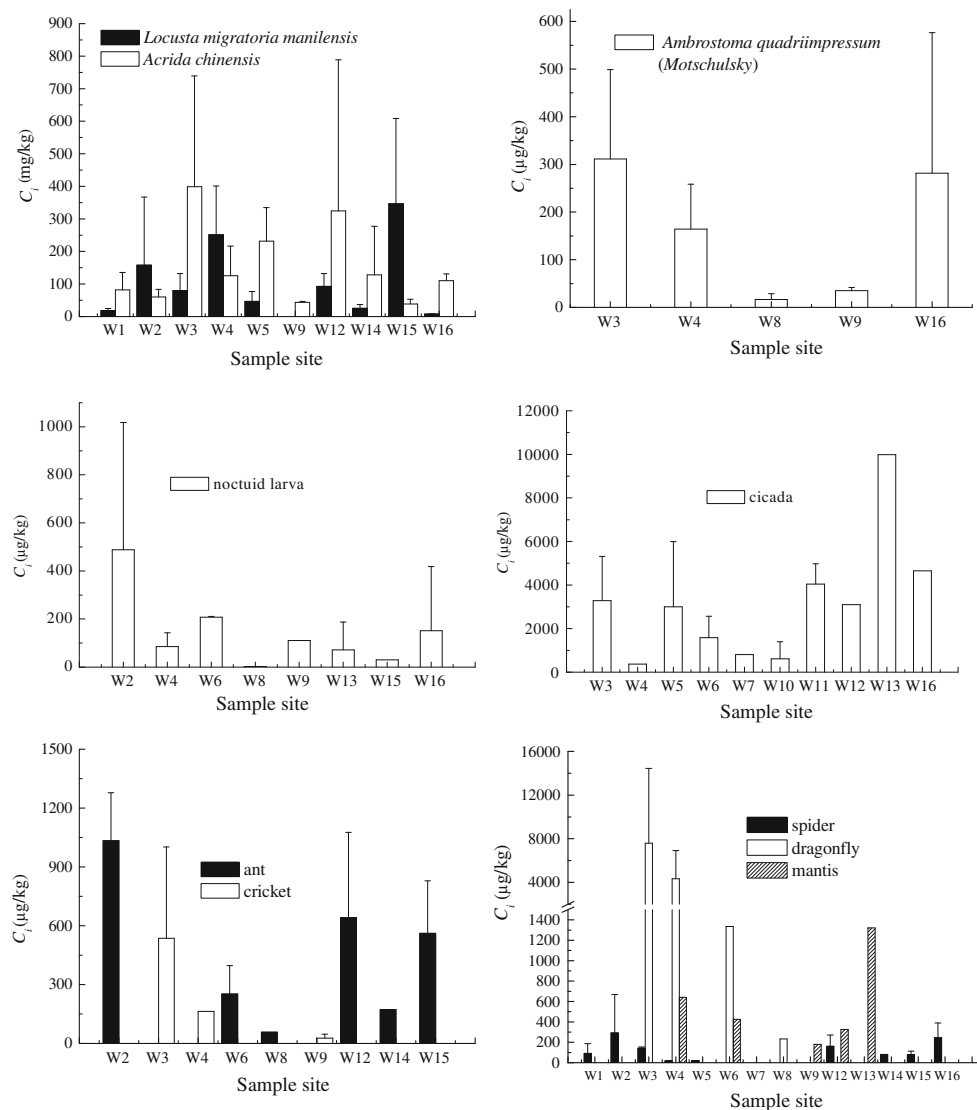 Locusta migratoria manilensis
Acrida chinensis
C_i (mg/kg)
900
800
700
600
500
400
300
200
100
0
W1 W2 W3 W4 W5 W9 W12 W14 W15 W16
Sample site
Ambrostoma quadriimpressum
(Motschulsky)
C_i (µg/kg)
600
500
400
300
200
100
0
W3 W4 W8 W9 W16
Sample site
noctuid larva
C_i (µg/kg)
1000
800
600
400
200
0
W2 W4 W6 W8 W9 W13 W15 W16
Sample site
cicada
C_i (µg/kg)
12000
10000
8000
6000
4000
2000
0
W3 W4 W5 W6 W7 W10 W11 W12 W13 W16
Sample site
ant
cricket
C_i (µg/kg)
1500
1200
900
600
300
0
W2 W3 W4 W6 W8 W9 W12 W14 W15
Sample site
spider
dragonfly
mantis
C_i (µg/kg)
16000
12000
8000
4000
1400
1200
1000
800
600
400
200
0
W1 W2 W3 W4 W5 W6 W7 W8 W9 W12 W13 W14 W15 W16
Sample site